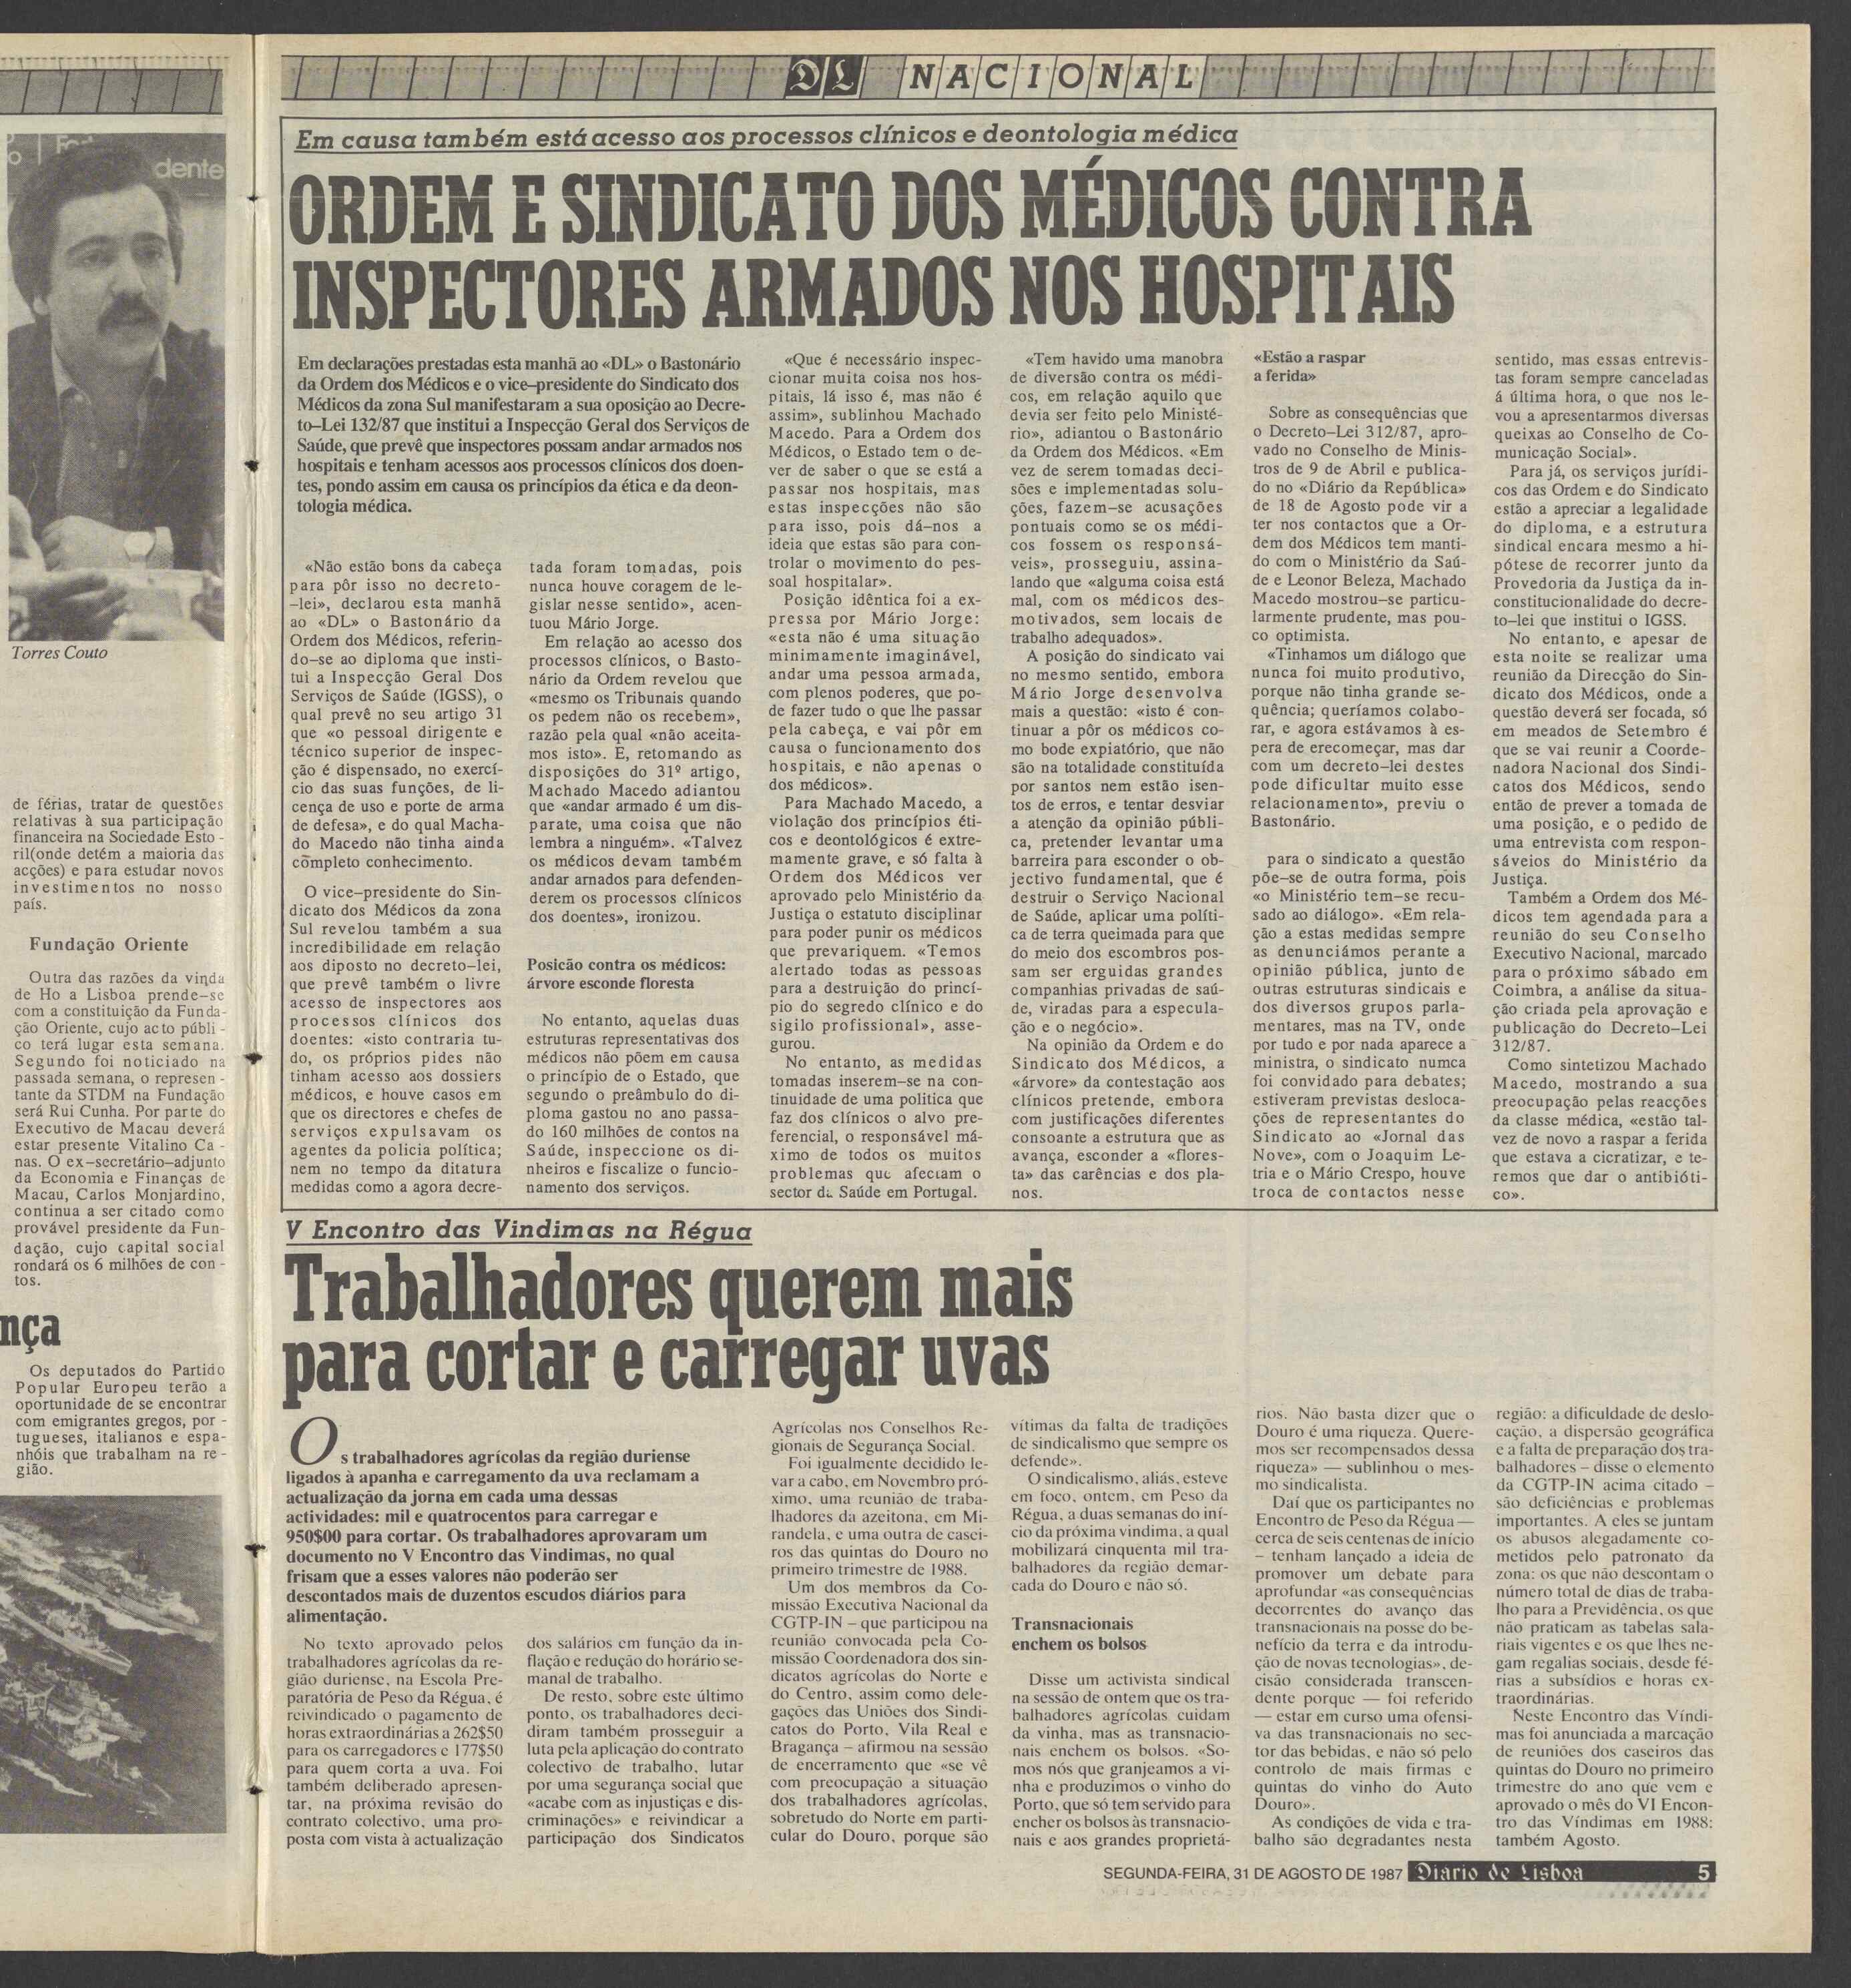 dente
Torres Couto
de férias, tratar de questões
relativas à sua participação
financeira na Sociedade Esto -
ril(onde detém a maioria das
acções) e para estudar novos
investimentos no nosso
país.
Fundação Oriente
Outra das razões da vinda
de Ho a Lisboa prende-se
com a constituição da Funda-
ção Oriente, cujo acto públi -
co terá lugar esta semana.
Segundo foi noticiado na
passada semana, o represen -
tante da STDM na Fundação
será Rui Cunha. Por parte do
Executivo de Macau deverá
estar presente Vitalino Ca -
nas. O ex-secretário-adjunto
da Economia e Finanças de
Macau, Carlos Monjardino,
continua a ser citado como
provável presidente da Fun-
dação, cujo capital social
rondará os 6 milhões de con -
tos.
nça
Os deputados do Partido
Popular Europeu terão a
oportunidade de se encontrar
com emigrantes gregos, por -
tugueses, italianos e espa-
nhóis que trabalham na re -
gião.
DL NACIONAL
Em causa também está acesso aos processos clínicos e deontologia médica
ORDEM E SINDICATO DOS MÉDICOS CONTRA
INSPECTORES ARMADOS NOS HOSPITAIS
Em declarações prestadas esta manhã ao «DL» o Bastonário
da Ordem dos Médicos e o vice-presidente do Sindicato dos
Médicos da zona Sul manifestaram a sua oposição ao Decre-
to-Lei 132/87 que institui a Inspecção Geral dos Serviços de
Saúde, que prevê que inspectores possam andar armados nos
hospitais e tenham acessos aos processos clínicos dos doen-
tes, pondo assim em causa os princípios da ética e da deon-
tologia médica.
«Não estão bons da cabeça
para pôr isso no decreto-
-lei», declarou esta manhã
ao «DL» o Bastonário da
Ordem dos Médicos, referin-
do-se ao diploma que insti-
tui a Inspecção Geral Dos
Serviços de Saúde (IGSS), o
qual prevê no seu artigo 31
que «o pessoal dirigente e
técnico superior de inspec-
ção é dispensado, no exercí-
cio das suas funções, de li-
cença de uso e porte de arma
de defesa», e do qual Macha-
do Macedo não tinha ainda
completo conhecimento.
O vice-presidente do Sin-
dicato dos Médicos da zona
Sul revelou também a sua
incredibilidade em relação
aos diposto no decreto-lei,
que prevê também o livre
acesso de inspectores aos
processos clínicos dos
doentes: «isto contraria tu-
do, os próprios pides não
tinham acesso aos dossiers
médicos, e houve casos em
que os directores e chefes de
serviços expulsavam os
agentes da policia política;
nem no tempo da ditatura
medidas como a agora decre-
tada foram tomadas, pois
nunca houve coragem de le-
gislar nesse sentido», acen-
tuou Mário Jorge.
Em relação ao acesso dos
processos clínicos, o Basto-
nário da Ordem revelou que
«mesmo os Tribunais quando
os pedem não os recebem»,
razão pela qual «não aceita-
mos isto». E, retomando as
disposições do 31º artigo,
Machado Macedo adiantou
que «andar armado é um dis-
parate, uma coisa que não
lembra a ninguém». «Talvez
os médicos devam também
andar arnados para defenden-
derem os processos clínicos
dos doentes», ironizou.
Posicão contra os médicos:
árvore esconde floresta
No entanto, aquelas duas
estruturas representativas dos
médicos não põem em causa
o princípio de o Estado, que
segundo o preâmbulo do di-
ploma gastou no ano passa-
do 160 milhões de contos na
Saúde, inspeccione os di-
nheiros e fiscalize o funcio-
namento dos serviços.
«Que é necessário inspec-
cionar muita coisa nos hos-
pitais, lá isso é, mas não é
assim», sublinhou Machado
Macedo. Para a Ordem dos
Médicos, o Estado tem o de-
ver de saber o que se está a
passar nos hospitais, mas
estas inspecções não são
para isso, pois dá-nos a
ideia que estas são para con-
trolar o movimento do pes-
soal hospitalar».
Posição idêntica foi a ex-
pressa por Mário Jorge:
«esta não é uma situação
minimamente imaginável,
andar uma pessoa armada,
com plenos poderes, que po-
de fazer tudo o que lhe passar
pela cabeça, e vai pôr em
causa o funcionamento dos
hospitais, e não apenas o
dos médicos».
Para Machado Macedo, a
violação dos princípios éti-
cos e deontológicos é extre-
mamente grave, e só falta à
Ordem dos Médicos ver
aprovado pelo Ministério da
Justiça o estatuto disciplinar
para poder punir os médicos
que prevariquem. «Temos
alertado todas as pessoas
para a destruição do princí-
pio do segredo clínico e do
sigilo profissional», asse-
gurou.
No entanto, as medidas
tomadas inserem-se na con-
tinuidade de uma politica que
faz dos clínicos o alvo pre-
ferencial, o responsável má-
ximo de todos os muitos
problemas que afectam o
sector da Saúde em Portugal.
«Tem havido uma manobra
de diversão contra os médi-
cos, em relação aquilo que
devia ser feito pelo Ministé-
rio», adiantou o Bastonário
da Ordem dos Médicos. «Em
vez de serem tomadas deci-
sões e implementadas solu-
ções, fazem-se acusações
pontuais como se os médi-
cos fossem os responsá-
veis», prosseguiu, assina-
lando que «alguma coisa está
mal, com os médicos des-
motivados, sem locais de
trabalho adequados».
A posição do sindicato vai
no mesmo sentido, embora
Mário Jorge desenvolva
mais a questão: «isto é con-
tinuar a pôr os médicos co-
mo bode expiatório, que não
são na totalidade constituída
por santos nem estão isen-
tos de erros, e tentar desviar
a atenção da opinião públi-
ca, pretender levantar uma
barreira para esconder o ob-
jectivo fundamental, que é
destruir o Serviço Nacional
de Saúde, aplicar uma políti-
ca de terra queimada para que
do meio dos escombros pos-
sam ser erguidas grandes
companhias privadas de saú-
de, viradas para a especula-
ção e o negócio».
Na opinião da Ordem e do
Sindicato dos Médicos, a
«árvore» da contestação aos
clínicos pretende, embora
com justificações diferentes
consoante a estrutura que as
avança, esconder a «flores-
ta» das carências e dos pla-
nos.
«Estão a raspar
a ferida»
Sobre as consequências que
o Decreto-Lei 312/87, apro-
vado no Conselho de Minis-
tros de 9 de Abril e publica-
do no «Diário da República»
de 18 de Agosto pode vir a
ter nos contactos que a Or-
dem dos Médicos tem manti-
do com o Ministério da Saú-
de e Leonor Beleza, Machado
Macedo mostrou-se particu-
larmente prudente, mas pou-
co optimista.
«Tinhamos um diálogo que
nunca foi muito produtivo,
porque não tinha grande se-
quência; queríamos colabo-
rar, e agora estávamos à es-
pera de erecomeçar, mas dar
com um decreto-lei destes
pode dificultar muito esse
relacionamento», previu o
Bastonário.
para o sindicato a questão
põe-se de outra forma, pois
«o Ministério tem-se recu-
sado ao diálogo». «Em rela-
ção a estas medidas sempre
as denunciámos perante a
opinião pública, junto de
outras estruturas sindicais e
dos diversos grupos parla-
mentares, mas na TV, onde
por tudo e por nada aparece a
ministra, o sindicato numca
foi convidado para debates;
estiveram previstas desloca-
ções de representantes do
Sindicato ao «Jornal das
Nove», com o Joaquim Le-
tria e o Mário Crespo, houve
troca de contactos nesse
sentido, mas essas entrevis-
tas foram sempre canceladas
á última hora, o que nos le-
vou a apresentarmos diversas
queixas ao Conselho de Co-
municação Social».
Para já, os serviços jurídi-
cos das Ordem e do Sindicato
estão a apreciar a legalidade
do diploma, e a estrutura
sindical encara mesmo a hi-
pótese de recorrer junto da
Provedoria da Justiça da in-
constitucionalidade do decre-
to-lei que institui o IGSS.
No entanto, e apesar de
esta noite se realizar uma
reunião da Direcção do Sin-
dicato dos Médicos, onde a
questão deverá ser focada, só
em meados de Setembro é
que se vai reunir a Coorde-
nadora Nacional dos Sindi-
catos dos Médicos, sendo
então de prever a tomada de
uma posição, e o pedido de
uma entrevista com respon-
sáveios do Ministério da
Justiça.
Também a Ordem dos Mé-
dicos tem agendada para a
reunião do seu Conselho
Executivo Nacional, marcado
para o próximo sábado em
Coimbra, a análise da situa-
ção criada pela aprovação e
publicação do Decreto-Lei
312/87.
Como sintetizou Machado
Macedo, mostrando a sua
preocupação pelas reacções
da classe médica, «estão tal-
vez de novo a raspar a ferida
que estava a cicratizar, e te-
remos que dar o antibióti-
co».
V Encontro das Vindimas na Régua
Trabalhadores querem mais
para cortar e carregar uvas
Os trabalhadores agrícolas da região duriense
ligados à apanha e carregamento da uva reclamam a
actualização da jorna em cada uma dessas
actividades: mil e quatrocentos para carregar e
950$00 para cortar. Os trabalhadores aprovaram um
documento no V Encontro das Vindimas, no qual
frisam que a esses valores não poderão ser
descontados mais de duzentos escudos diários para
alimentação.
No texto aprovado pelos
trabalhadores agrícolas da re-
gião duriense, na Escola Pre-
paratória de Peso da Régua, é
reivindicado o pagamento de
horas extraordinárias a 262$50
para os carregadores e 177$50
para quem corta a uva. Foi
também deliberado apresen-
tar, na próxima revisão do
contrato colectivo, uma pro-
posta com vista à actualização
dos salários em função da in-
flação e redução do horário se-
manal de trabalho.
De resto, sobre este último
ponto, os trabalhadores deci-
diram também prosseguir a
luta pela aplicação do contrato
colectivo de trabalho, lutar
por uma segurança social que
«acabe com as injustiças e dis-
criminações» e reivindicar a
participação dos Sindicatos
Agrícolas nos Conselhos Re-
gionais de Segurança Social.
Foi igualmente decidido le-
var a cabo, em Novembro pró-
ximo, uma reunião de traba-
lhadores da azeitona, em Mi-
randela, e uma outra de casei-
ros das quintas do Douro no
primeiro trimestre de 1988.
Um dos membros da Co-
missão Executiva Nacional da
CGTP-IN – que participou na
reunião convocada pela Co-
missão Coordenadora dos sin-
dicatos agrícolas do Norte e
do Centro, assim como dele-
gações das Uniões dos Sindi-
catos do Porto, Vila Real e
Bragança – afirmou na sessão
de encerramento que «se vê
com preocupação a situação
dos trabalhadores agrícolas,
sobretudo do Norte em parti-
cular do Douro, porque são
vítimas da falta de tradições
de sindicalismo que sempre os
defende».
O sindicalismo, aliás, esteve
em foco, ontem, em Peso da
Régua, a duas semanas do iní-
cio da próxima vindima, a qual
mobilizará cinquenta mil tra-
balhadores da região demar-
cada do Douro e não só.
Transnacionais
enchem os bolsos
Disse um activista sindical
na sessão de ontem que os tra-
balhadores agrícolas cuidam
da vinha, mas as transnacio-
nais enchem os bolsos. «So-
mos nós que granjeamos a vi-
nha e produzimos o vinho do
Porto, que só tem servido para
encher os bolsos às transnacio-
nais e aos grandes proprietá-
rios. Não basta dizer que o
Douro é uma riqueza. Quere-
mos ser recompensados dessa
riqueza» — sublinhou o mes-
mo sindicalista.
Daí que os participantes no
Encontro de Peso da Régua —
cerca de seis centenas de início
– tenham lançado a ideia de
promover um debate para
aprofundar «as consequências
decorrentes do avanço das
transnacionais na posse do be-
nefício da terra e da introdu-
ção de novas tecnologias», de-
cisão considerada transcen-
dente porque — foi referido
— estar em curso uma ofensi-
va das transnacionais no sec-
tor das bebidas, e não só pelo
controlo de mais firmas e
quintas do vinho do Auto
Douro».
As condições de vida e tra-
balho são degradantes nesta
região: a dificuldade de deslo-
cação, a dispersão geográfica
e a falta de preparação dos tra-
balhadores – disse o elemento
da CGTP-IN acima citado –
são deficiências e problemas
importantes. A eles se juntam
os abusos alegadamente co-
metidos pelo patronato da
zona: os que não descontam o
número total de dias de traba-
lho para a Previdência, os que
não praticam as tabelas sala-
riais vigentes e os que lhes ne-
gam regalias sociais, desde fé-
rias a subsídios e horas ex-
traordinárias.
Neste Encontro das Víndi-
mas foi anunciada a marcação
de reuniões dos caseiros das
quintas do Douro no primeiro
trimestre do ano que vem e
aprovado o mês do VI Encon-
tro das Víndimas em 1988:
também Agosto.
SEGUNDA-FEIRA, 31 DE AGOSTO DE 1987 Diario de Lisboa 5